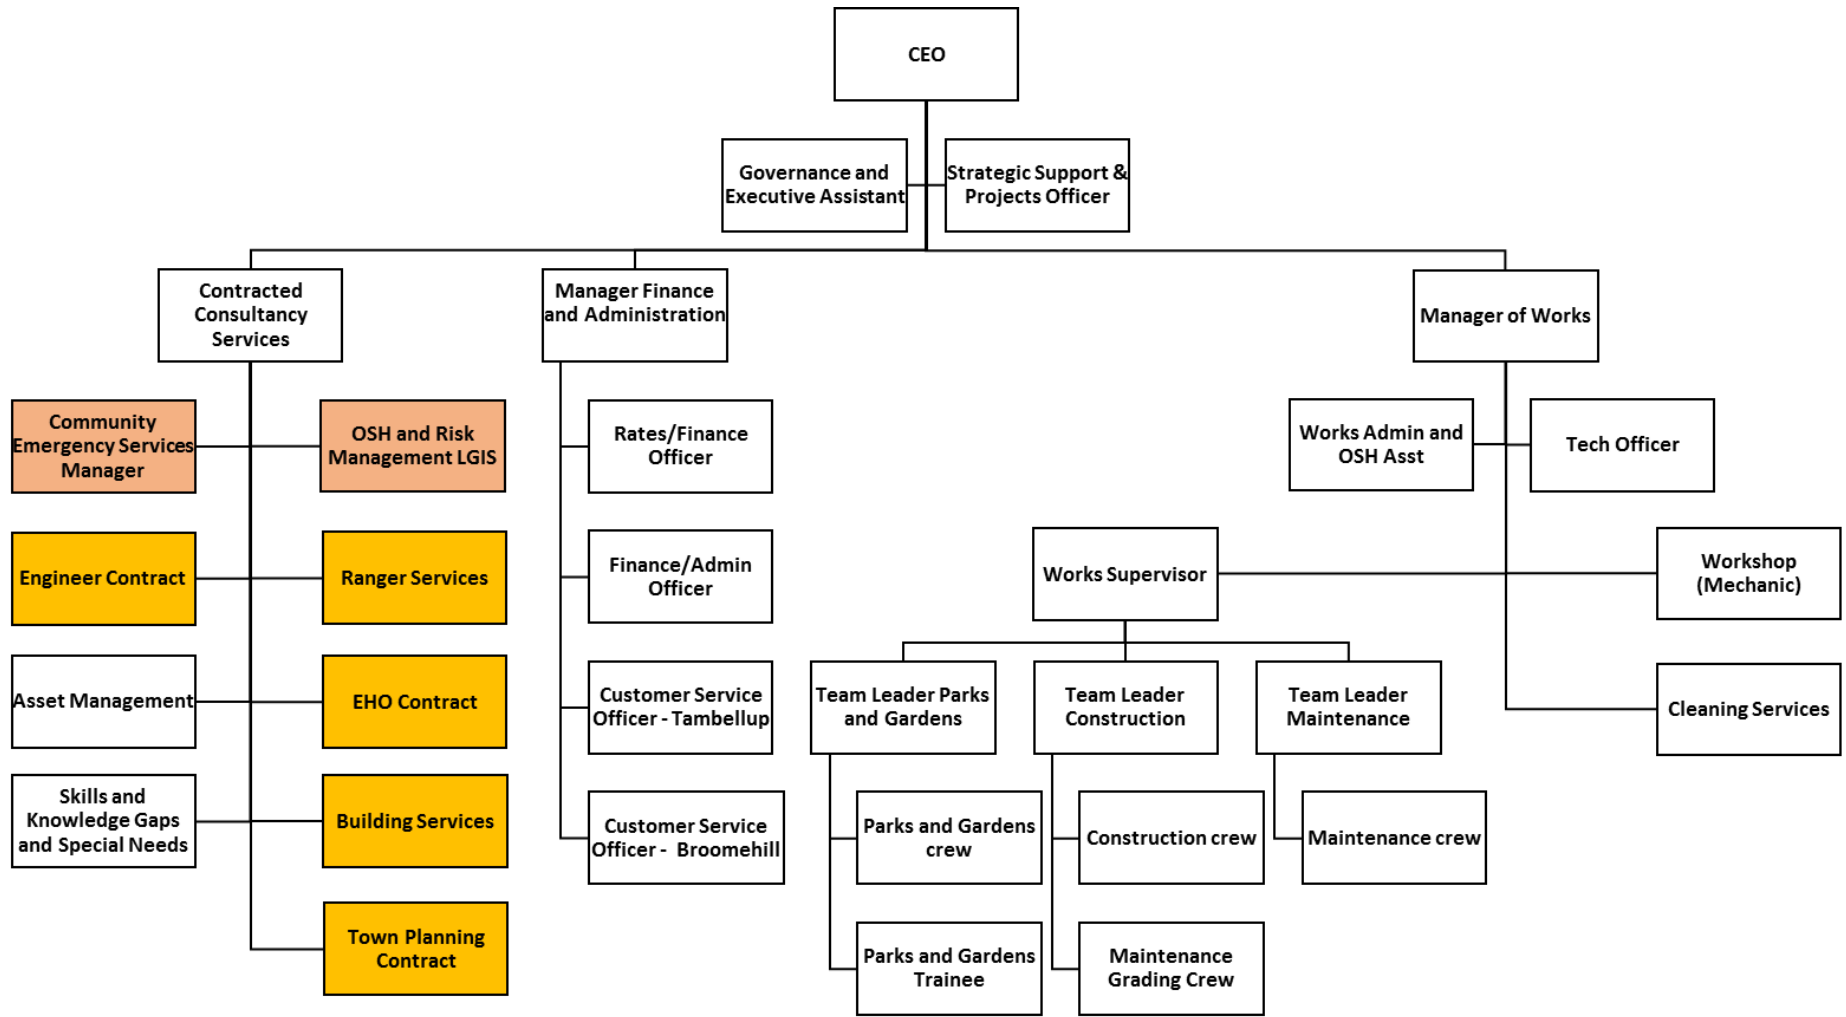 CEO
Governance and
Executive Assistant
Strategic Support &
Projects Officer
Contracted
Consultancy
Services
Manager Finance
and Administration
Manager of Works
Community
Emergency Services
Manager
OSH and Risk
Management LGIS
Rates/Finance
Officer
Works Admin and
OSH Asst
Tech Officer
Engineer Contract
Ranger Services
Finance/Admin
Officer
Works Supervisor
Workshop
(Mechanic)
Asset Management
EHO Contract
Customer Service
Officer - Tambellup
Team Leader Parks
and Gardens
Team Leader
Construction
Team Leader
Maintenance
Cleaning Services
Skills and
Knowledge Gaps
and Special Needs
Building Services
Customer Service
Officer -  Broomehill
Parks and Gardens
crew
Construction crew
Maintenance crew
Town Planning
Contract
Parks and Gardens
Trainee
Maintenance
Grading Crew